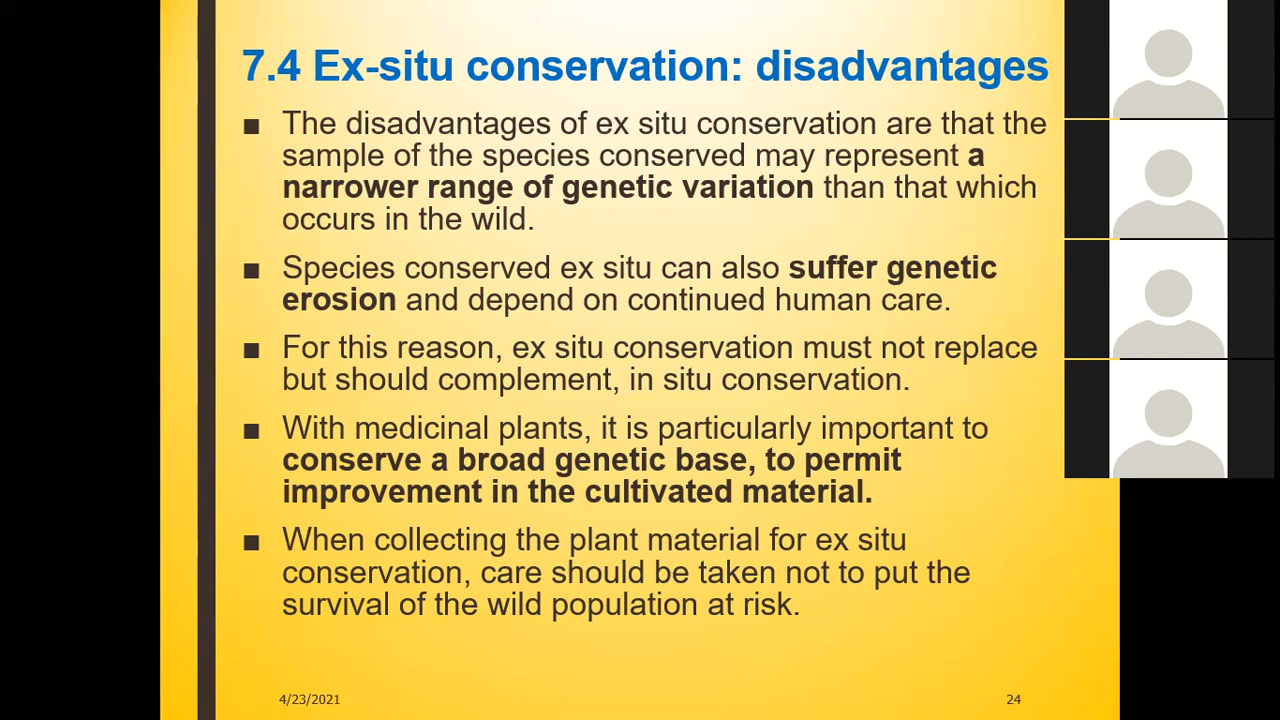 7.4 Ex-situ conservation: disadvantages
■ The disadvantages of ex situ conservation are that the
sample of the species conserved may represent a
narrower range of genetic variation than that which
occurs in the wild.
■ Species conserved ex situ can also suffer genetic
erosion and depend on continued human care.
■ For this reason, ex situ conservation must not replace
but should complement, in situ conservation.
■ With medicinal plants, it is particularly important to
conserve a broad genetic base, to permit
improvement in the cultivated material.
■ When collecting the plant material for ex situ
conservation, care should be taken not to put the
survival of the wild population at risk.
4/23/2021
24